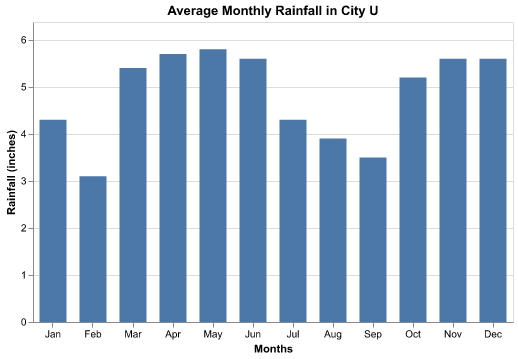 Average Monthly Rainfall in City U
Rainfall (inches)
6
5
4
3
2
1
0
Jan Feb Mar Apr May Jun Jul Aug Sep Oct Nov Dec
Months